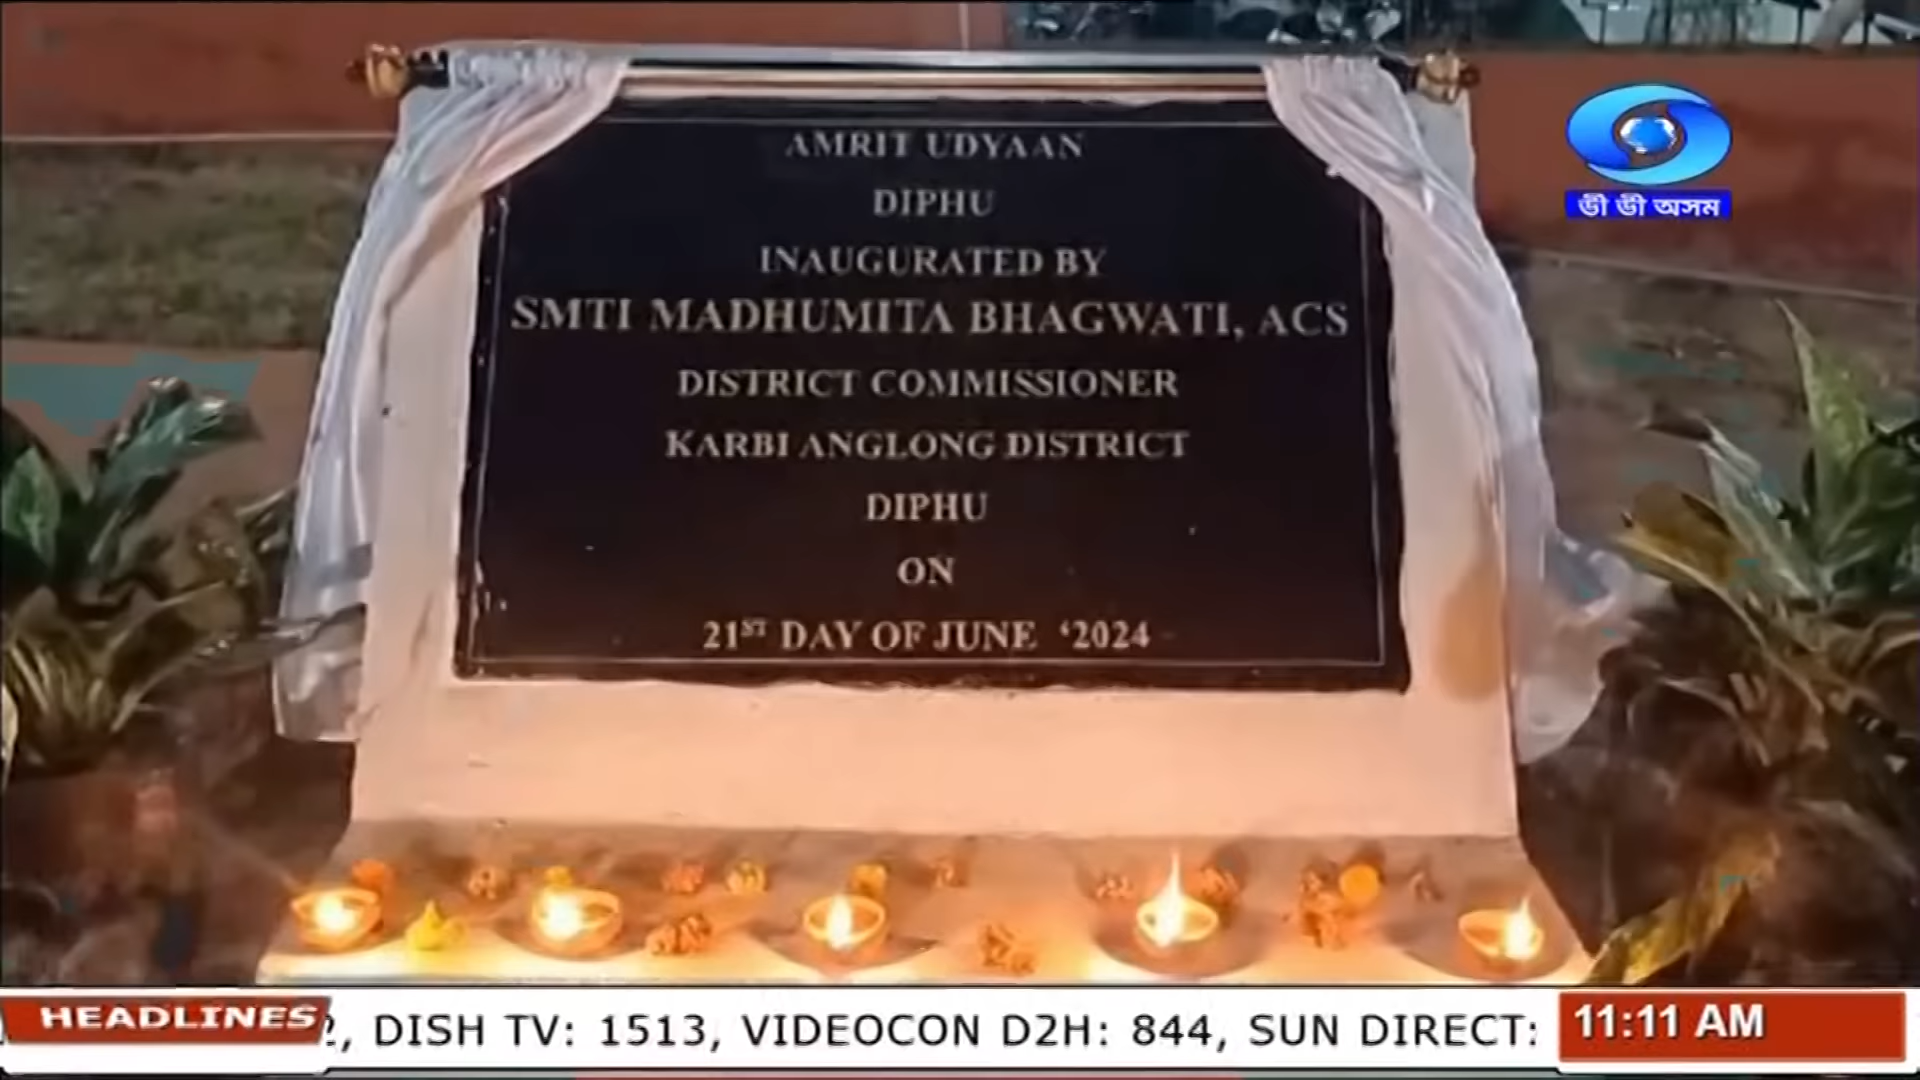 AMRIT UDYAAN
DIPHU
INAUGURATED BY
SMTI MADHUMITA BHAGWATI, ACS
DISTRICT COMMISSIONER
KARBI ANGLONG DISTRICT
DIPHU
ON
21ST DAY OF JUNE ‘2024
ডী ডী অসম
HEADLINES
, DISH TV: 1513, VIDEOCON D2H: 844, SUN DIRECT:
11:11 AM